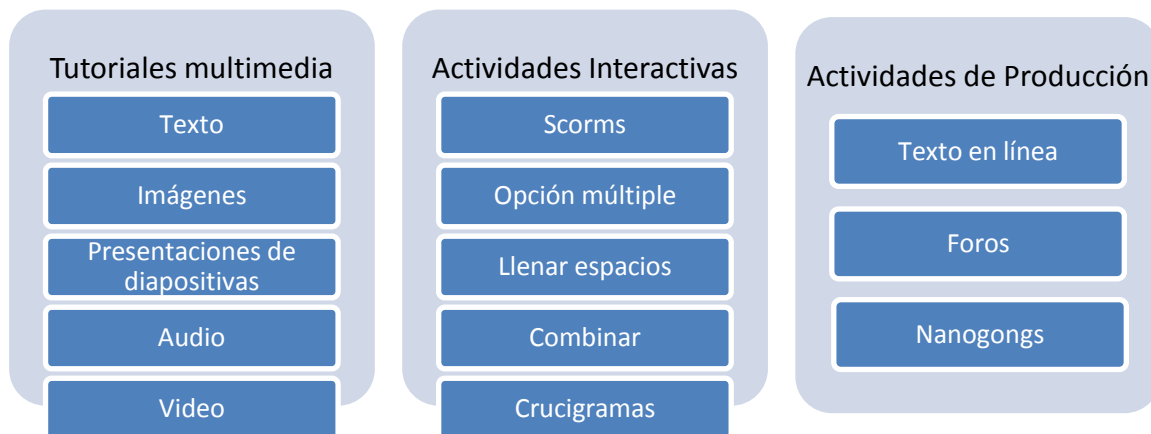 Tutoriales multimedia
Texto
Imágenes
Presentaciones de
diapositivas
Audio
Video
Actividades Interactivas
Scorms
Opción múltiple
Llenar espacios
Combinar
Crucigramas
Actividades de Producción
Texto en línea
Foros
Nanogongs